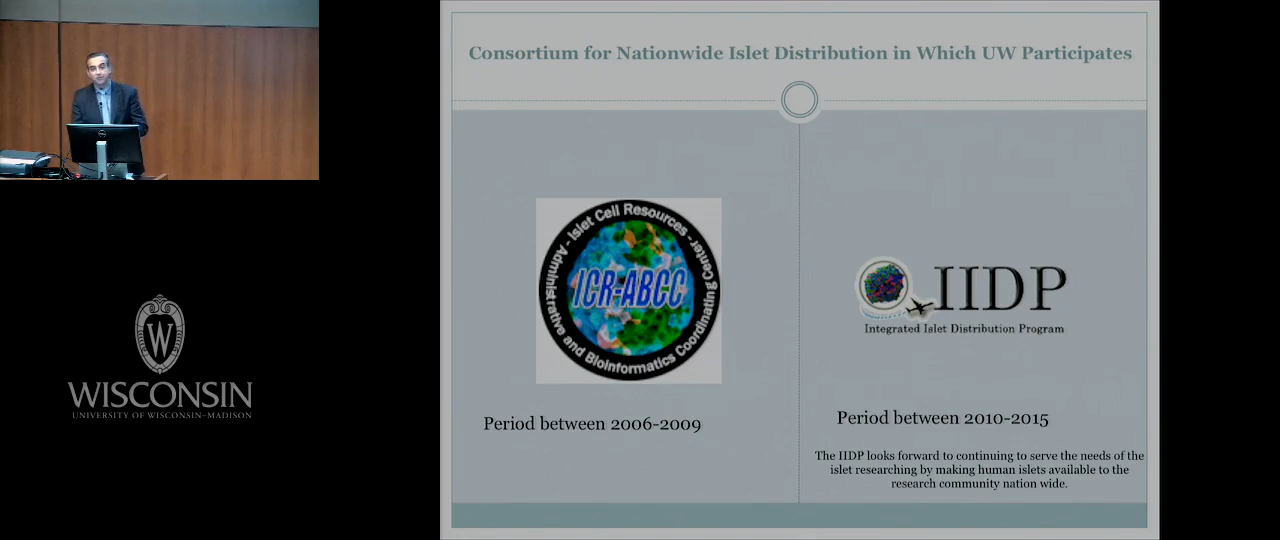 Consortium for Nationwide Islet Distribution in Which UW Participates
Administrative and Bioinformatics Coordinating Center - Islet Cell Resources -
ICR-ABCC
IIDP
Integrated Islet Distribution Program
Period between 2006-2009
Period between 2010-2015
The IIDP looks forward to continuing to serve the needs of the
islet researching by making human islets available to the
research community nation wide.
W
WISCONSIN
UNIVERSITY OF WISCONSIN–MADISON